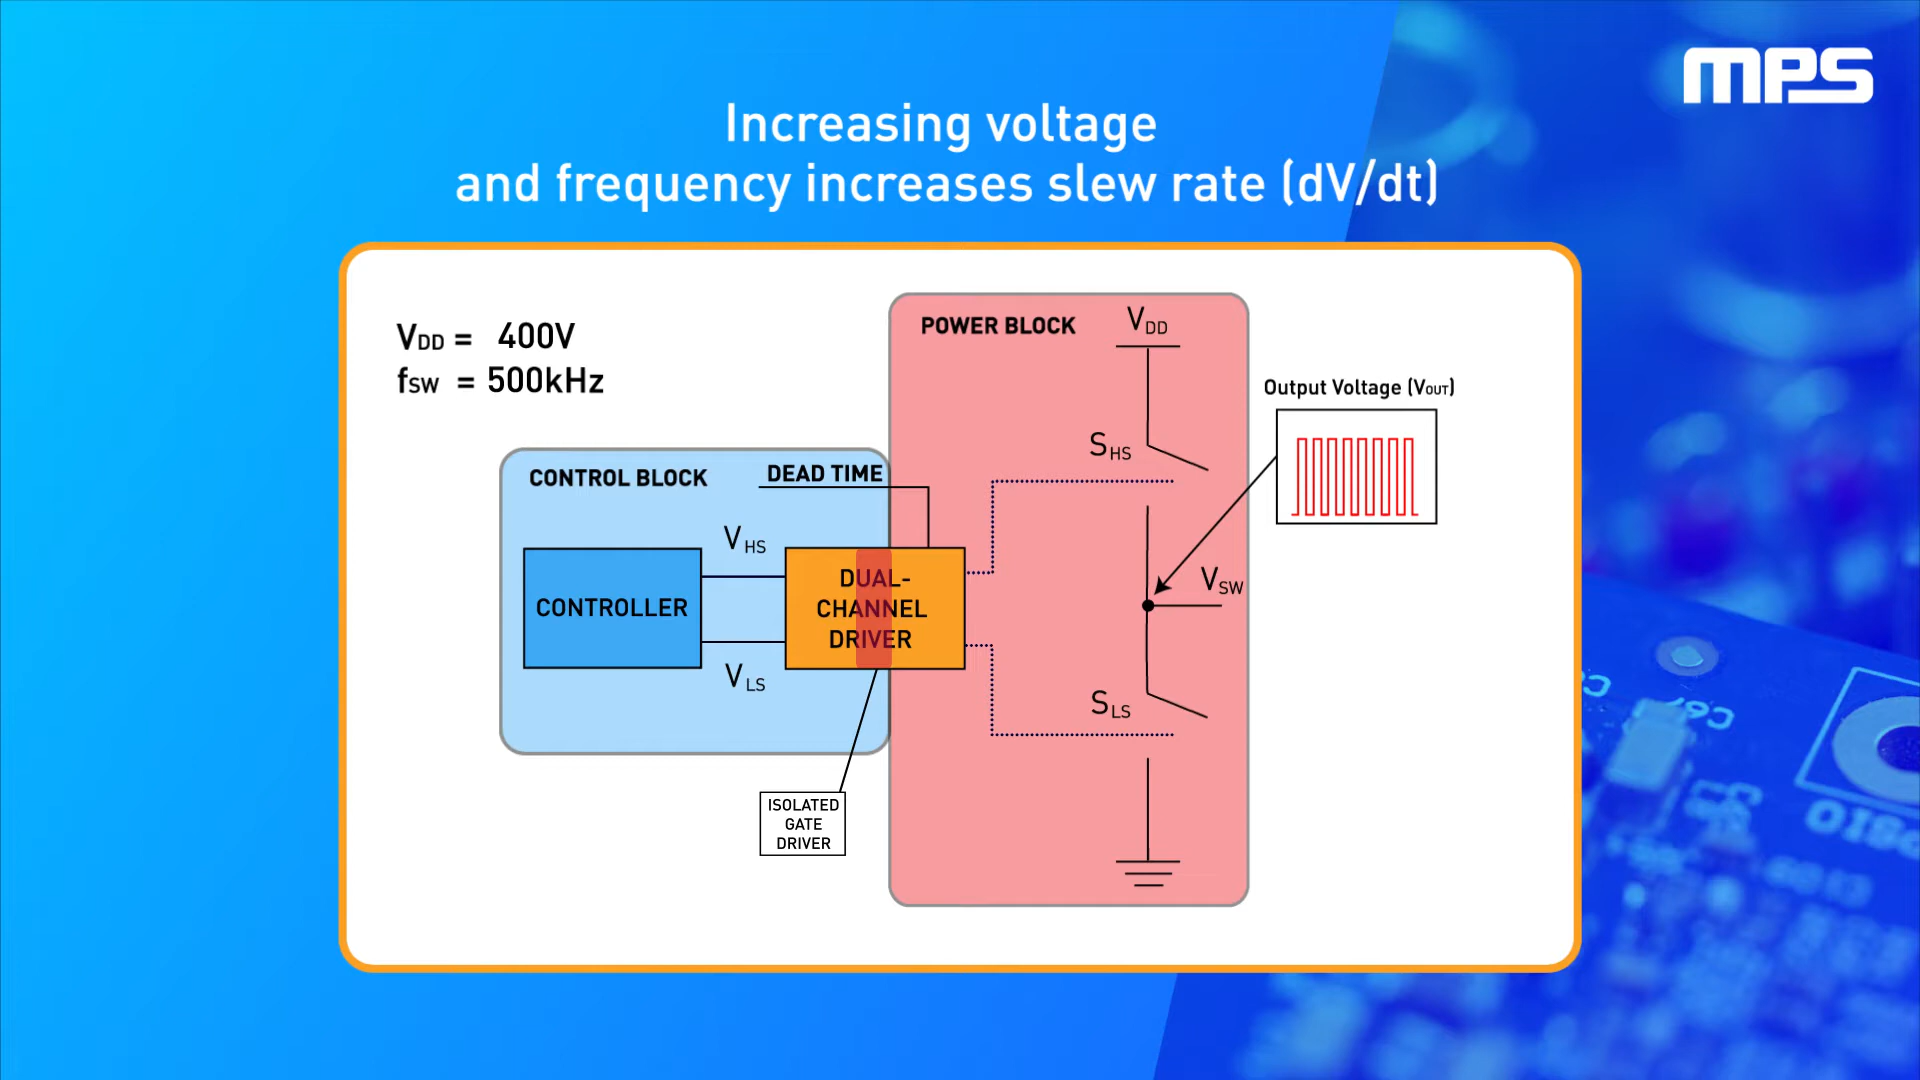 MPS
Increasing voltage
and frequency increases slew rate (dV/dt)
VDD = 400V
fSW = 500kHz
POWER BLOCK
VDD
Output Voltage (VOUT)
SHS
CONTROL BLOCK
DEAD TIME
VHS
CONTROLLER
DUAL-
CHANNEL
DRIVER
VSW
VLS
SLS
ISOLATED
GATE
DRIVER